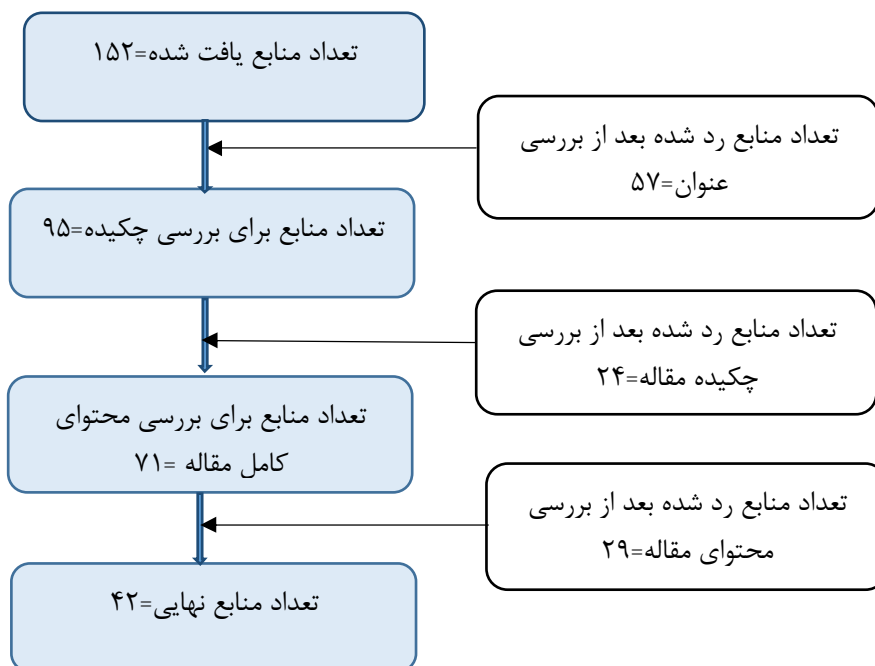 تعداد منابع یافت شده=۱۵۲
تعداد منابع رد شده بعد از بررسی
عنوان=۵۷
تعداد منابع برای بررسی چکیده=۹۵
تعداد منابع رد شده بعد از بررسی
چکیده مقاله=۲۴
تعداد منابع برای بررسی محتوای
کامل مقاله =۷۱
تعداد منابع رد شده بعد از بررسی
محتوای مقاله=۲۹
تعداد منابع نهایی=۴۲